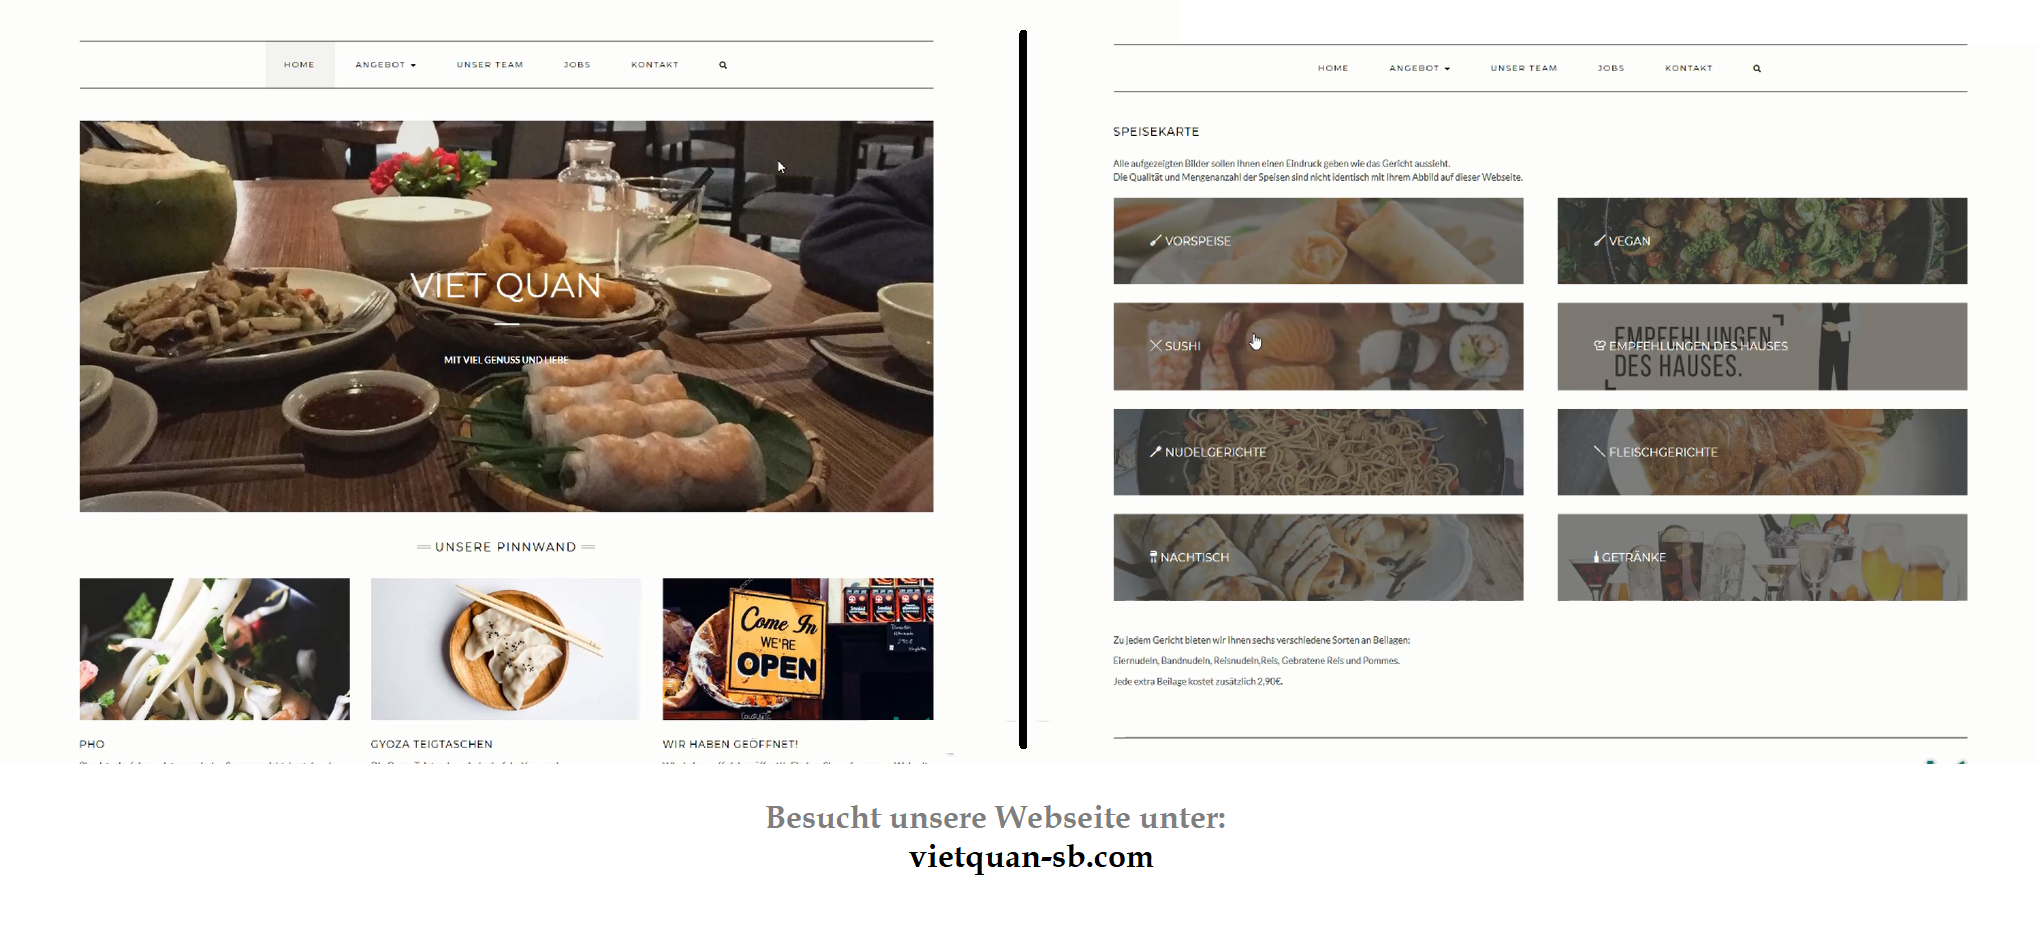 HOME ANGEBOT UNSER TEAM JOBS KONTAKT
VIET QUAN
MIT VIEL GENUSS UND LIEBE
UNSERE PINNWAND
Come In
WE'RE
OPEN
PHO
GYOZA TEIGTASCHEN
WIR HABEN GEÖFFNET!
HOME ANGEBOT UNSER TEAM JOBS KONTAKT
SPEISEKARTE
Alle aufgezeigten Bilder sollen Ihnen einen Eindruck geben wie das Gericht aussieht.
Die Qualität und Mengenanzahl der Speisen sind nicht identisch mit Ihrem Abbild auf dieser Webseite.
VORSPEISE
VEGAN
SUSHI
EMPFEHLUNGEN
EMPFEHLUNGEN DES HAUSES
DES HAUSES.
NUDELGERICHTE
FLEISCHGERICHTE
NACHTISCH
GETRÄNKE
Zu jedem Gericht bieten wir Ihnen sechs verschiedene Sorten an Beilagen:
Eiernudeln, Bandnudeln, Reisnudeln,Reis, Gebratene Reis und Pommes.
Jede extra Beilage kostet zusätzlich 2,90€.
Besucht unsere Webseite unter:
vietquan-sb.com